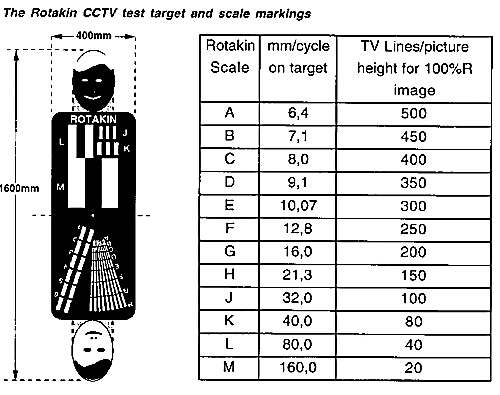 The Rotakin CCTV test target and scale markings
400mm
ROTAKIN
L
J
K
M
1600mm
Rotakin Scale mm/cycle on target TV Lines/picture height for 100%R image
A 6,4 500
B 7,1 450
C 8,0 400
D 9,1 350
E 10,07 300
F 12,8 250
G 16,0 200
H 21,3 150
J 32,0 100
K 40,0 80
L 80,0 40
M 160,0 20